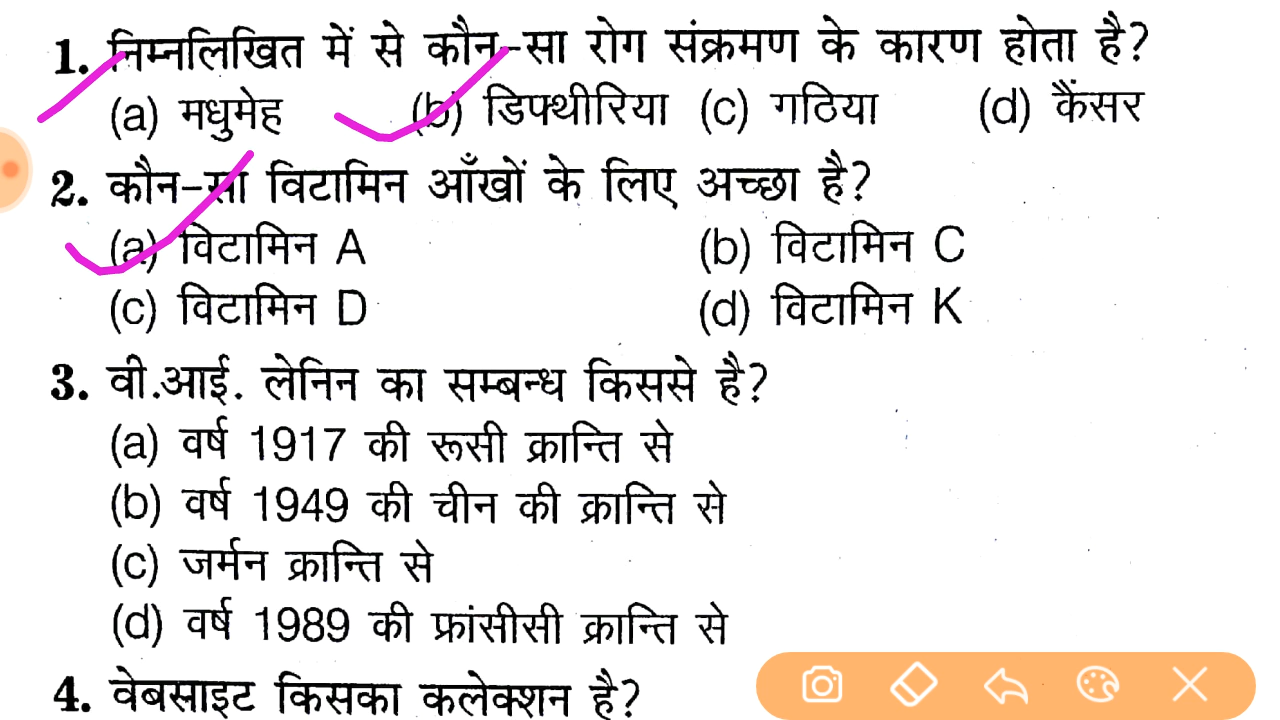 1. निम्नलिखित में से कौन-सा रोग संक्रमण के कारण होता है?
(a) मधुमेह (b) डिफ्थीरिया (c) गठिया (d) कैंसर
2. कौन-सा विटामिन आँखों के लिए अच्छा है?
(a) विटामिन A (b) विटामिन C
(c) विटामिन D (d) विटामिन K
3. वी.आई. लेनिन का सम्बन्ध किससे है?
(a) वर्ष 1917 की रूसी क्रान्ति से
(b) वर्ष 1949 की चीन की क्रान्ति से
(c) जर्मन क्रान्ति से
(d) वर्ष 1989 की फ्रांसीसी क्रान्ति से
4. वेबसाइट किसका कलेक्शन है?